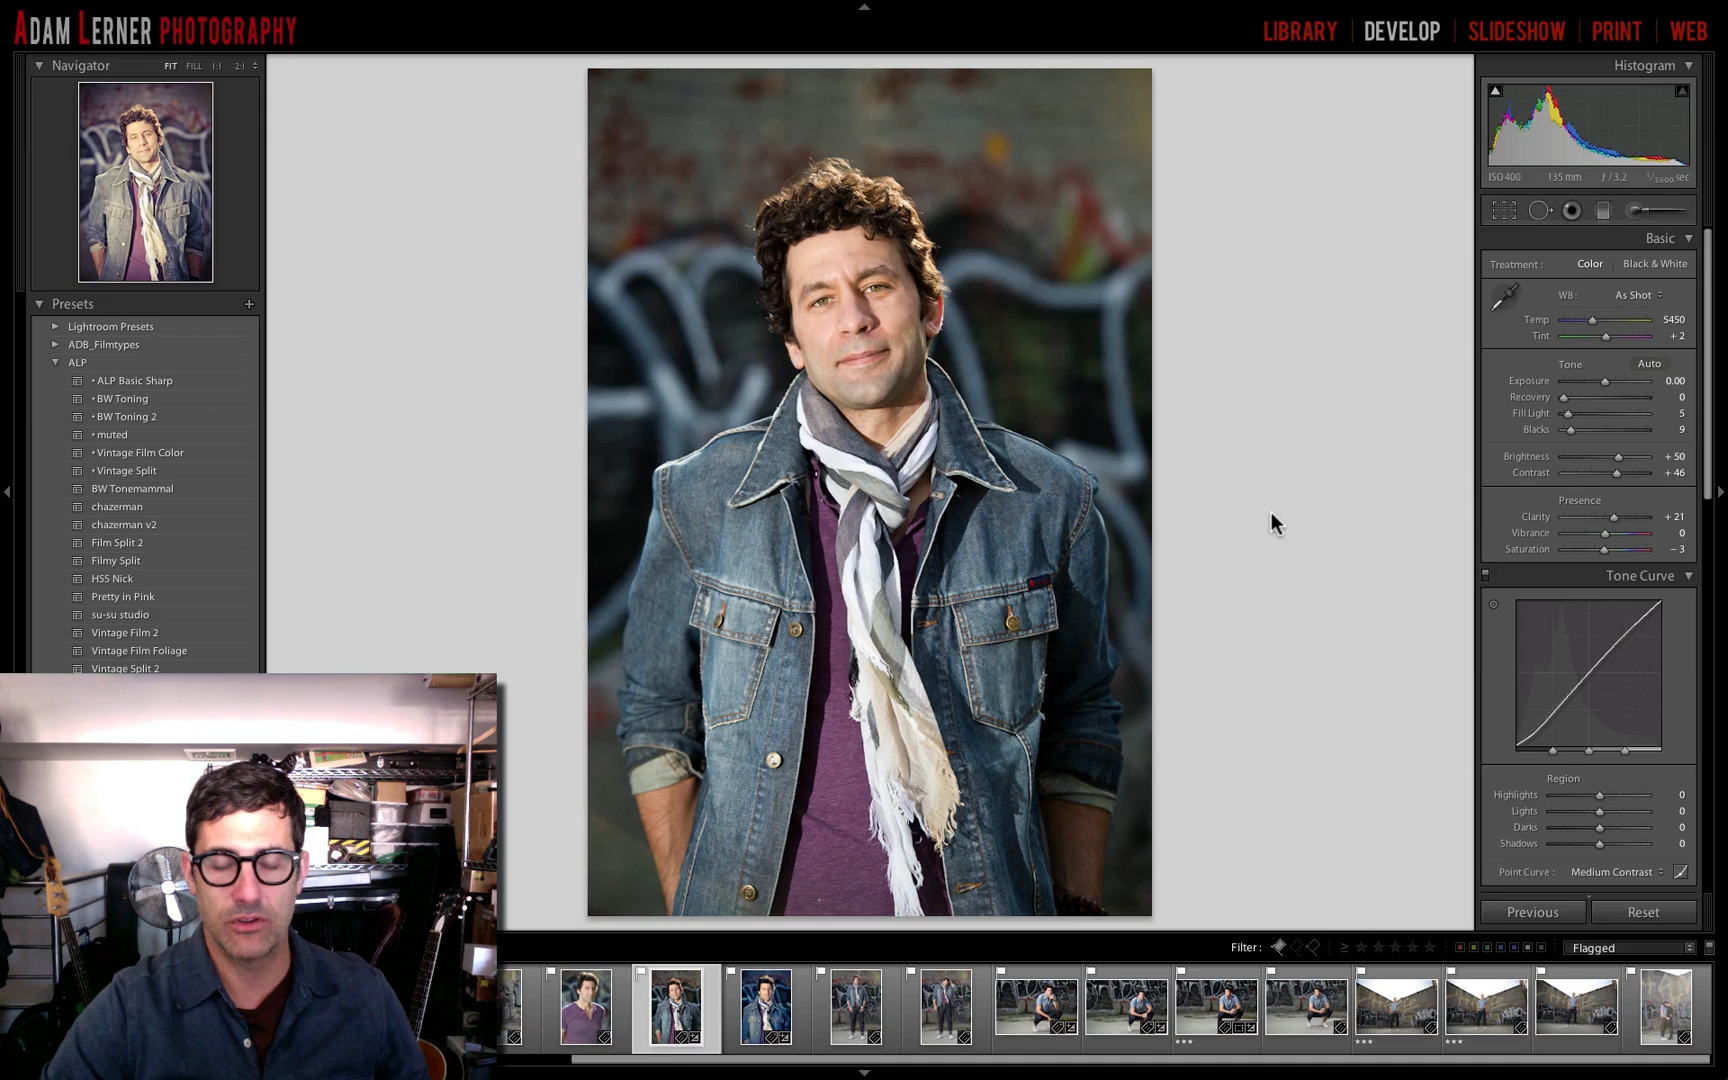 ADAM LERNER PHOTOGRAPHY
LIBRARY | DEVELOP | SLIDESHOW | PRINT | WEB
Navigator FIT FILL 1:1 2:1
Presets +
Lightroom Presets
ADB_Filmtypes
ALP
• ALP Basic Sharp
• BW Toning
• BW Toning 2
• muted
• Vintage Film Color
• Vintage Split
BW Tonemammal
chazerman
chazerman v2
Film Split 2
Filmy Split
HSS Nick
Pretty in Pink
su-su studio
Vintage Film 2
Vintage Film Foliage
Vintage Split 2
Histogram
ISO 400 135 mm ƒ / 3.2 1/1600 sec
Basic
Treatment : Color | Black & White
WB : As Shot
Temp 5450
Tint + 2
Tone Auto
Exposure 0.00
Recovery 0
Fill Light 5
Blacks 9
Brightness + 50
Contrast + 46
Presence
Clarity + 21
Vibrance 0
Saturation − 3
Tone Curve
Region
Highlights 0
Lights 0
Darks 0
Shadows 0
Point Curve : Medium Contrast
Previous Reset
Filter : ≥ ★★★★★ Flagged
★★★ ★★★ ★★★